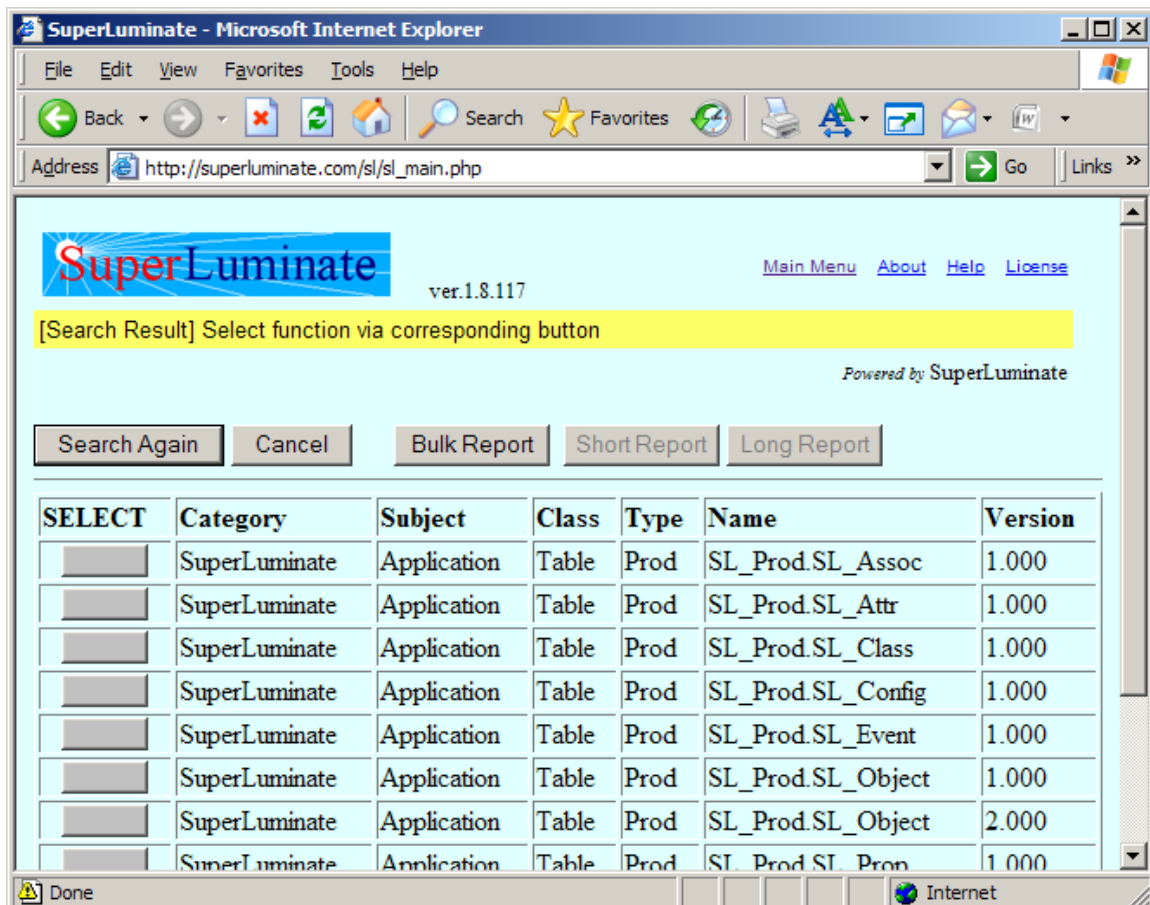 SuperLuminate - Microsoft Internet Explorer
File Edit View Favorites Tools Help
Back Search Favorites W
Address http://superluminate.com/sl/sl_main.php Go Links »
SuperLuminate ver.1.8.117 Main Menu About Help License
[Search Result] Select function via corresponding button
Powered by SuperLuminate
Search Again Cancel Bulk Report Short Report Long Report
SELECT Category Subject Class Type Name Version
SuperLuminate Application Table Prod SL_Prod.SL_Assoc 1.000
SuperLuminate Application Table Prod SL_Prod.SL_Attr 1.000
SuperLuminate Application Table Prod SL_Prod.SL_Class 1.000
SuperLuminate Application Table Prod SL_Prod.SL_Config 1.000
SuperLuminate Application Table Prod SL_Prod.SL_Event 1.000
SuperLuminate Application Table Prod SL_Prod.SL_Object 1.000
SuperLuminate Application Table Prod SL_Prod.SL_Object 2.000
SuperLuminate Application Table Prod SL_Prod.SL_Prop 1.000
Done Internet